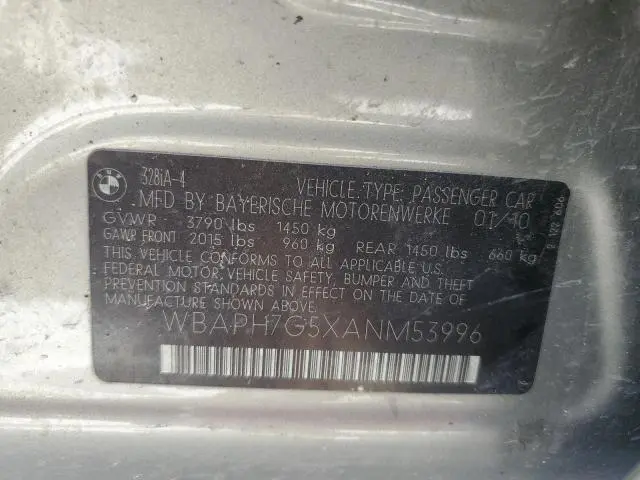 BMW
328iA-4 VEHICLE TYPE: PASSENGER CAR
MFD BY BAYERISCHE MOTORENWERKE 01/10
GVWR 3790 lbs 1450 kg
GAWR FRONT 2015 lbs 960 kg REAR 1450 lbs 660 kg
THIS VEHICLE CONFORMS TO ALL APPLICABLE U.S.
FEDERAL MOTOR VEHICLE SAFETY, BUMPER AND THEFT
PREVENTION STANDARDS IN EFFECT ON THE DATE OF
MANUFACTURE SHOWN ABOVE.
WBAPH7G5XANM53996